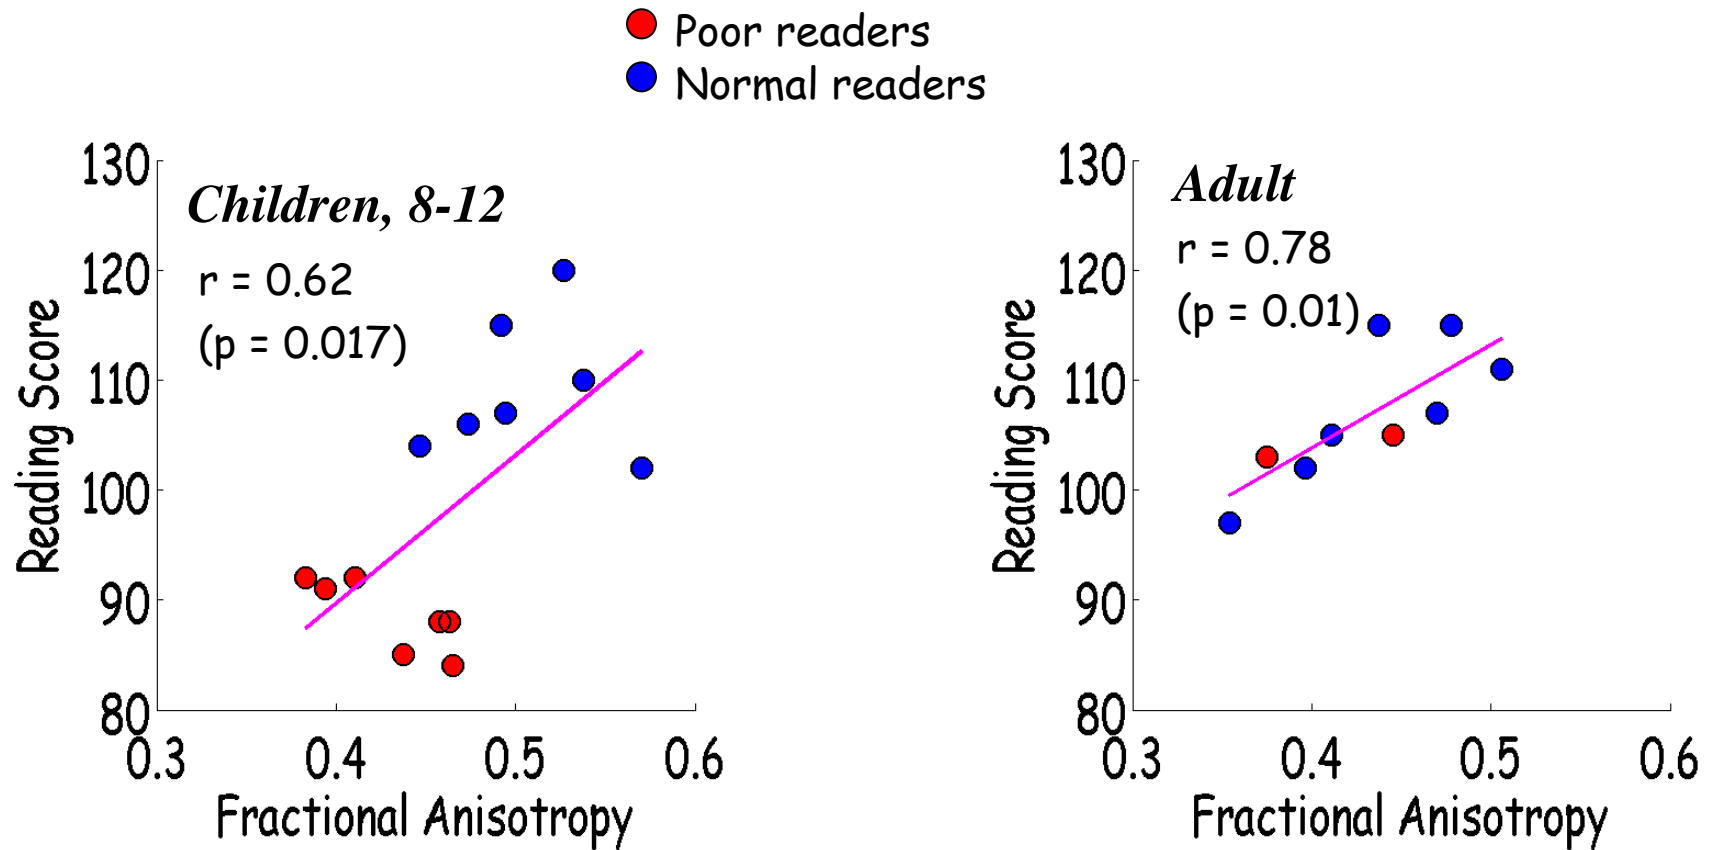 Poor readers
Normal readers
Children, 8-12
r = 0.62
(p = 0.017)
130
120
110
100
90
80
0.3
0.4
0.5
0.6
Reading Score
Fractional Anisotropy
Adult
r = 0.78
(p = 0.01)
130
120
110
100
90
80
0.3
0.4
0.5
0.6
Reading Score
Fractional Anisotropy